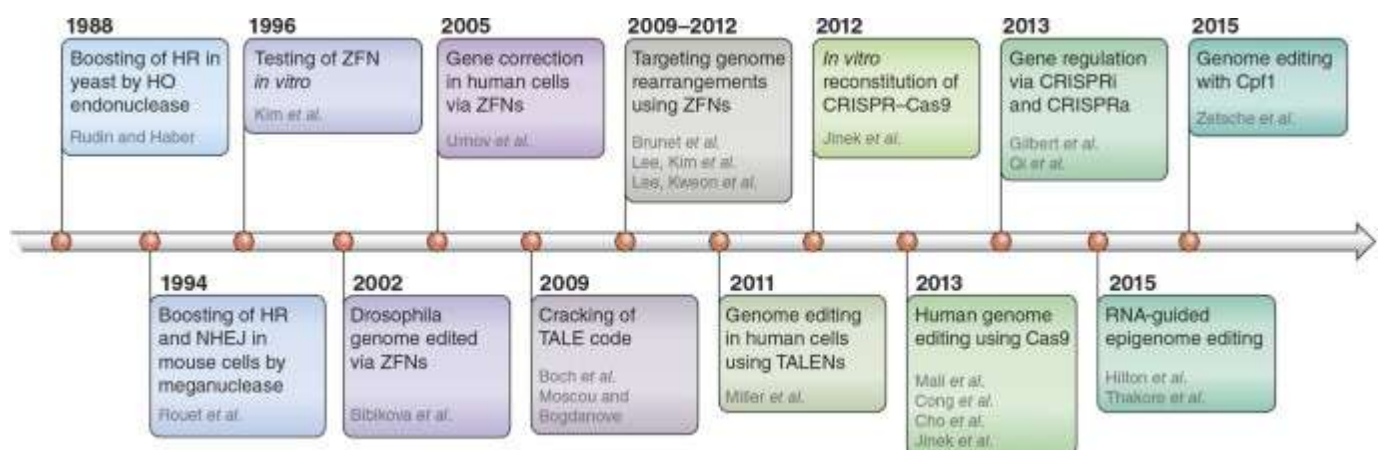 1988
Boosting of HR in
yeast by HO
endonuclease
Rudin and Haber
1996
Testing of ZFN
in vitro
Kim et al.
2005
Gene correction
in human cells
via ZFNs
Urnov et al.
2009–2012
Targeting genome
rearrangements
using ZFNs
Brunet et al.
Lee, Kim et al.
Lee, Kweon et al.
2012
In vitro
reconstitution of
CRISPR–Cas9
Jinek et al.
2013
Gene regulation
via CRISPRi
and CRISPRa
Gilbert et al.
Qi et al.
2015
Genome editing
with Cpf1
Zetsche et al.
1994
Boosting of HR
and NHEJ in
mouse cells by
meganuclease
Rouet et al.
2002
Drosophila
genome edited
via ZFNs
Bibikova et al.
2009
Cracking of
TALE code
Boch et al.
Moscou and
Bogdanove
2011
Genome editing
in human cells
using TALENs
Miller et al.
2013
Human genome
editing using Cas9
Mali et al.
Cong et al.
Cho et al.
Jinek et al.
2015
RNA-guided
epigenome editing
Hilton et al.
Thakore et al.